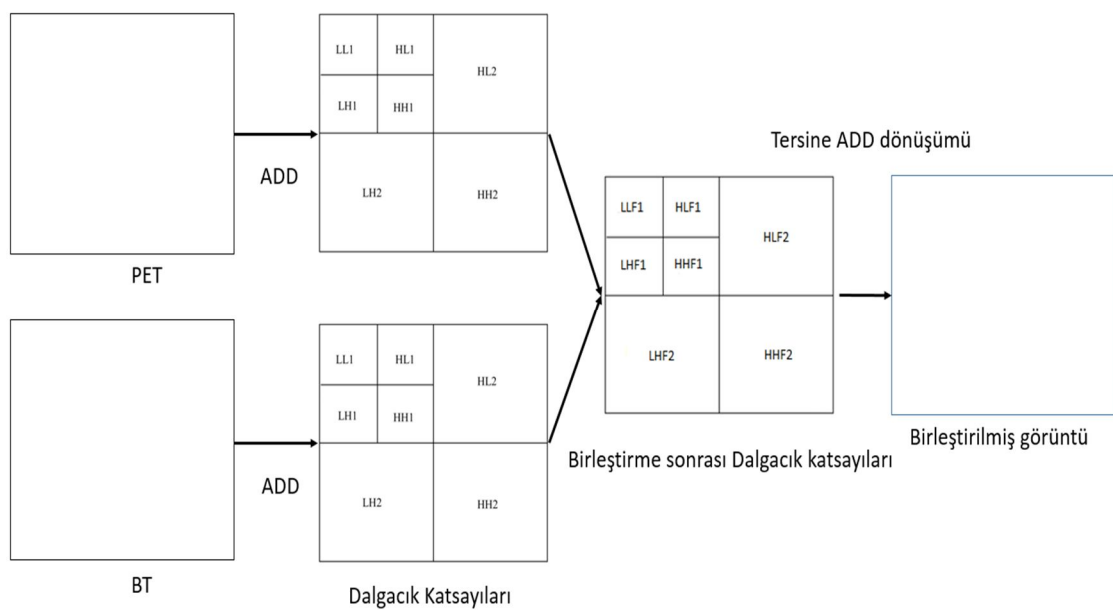 LL1 HL1
HL2
LH1 HH1
ADD
LH2 HH2
PET
Tersine ADD dönüşümü
LLF1 HLF1
HLF2
LHF1 HHF1
LHF2 HHF2
Birleştirilmiş görüntü
Birleştirme sonrası Dalgacık katsayıları
LL1 HL1
HL2
LH1 HH1
ADD
LH2 HH2
BT
Dalgacık Katsayıları